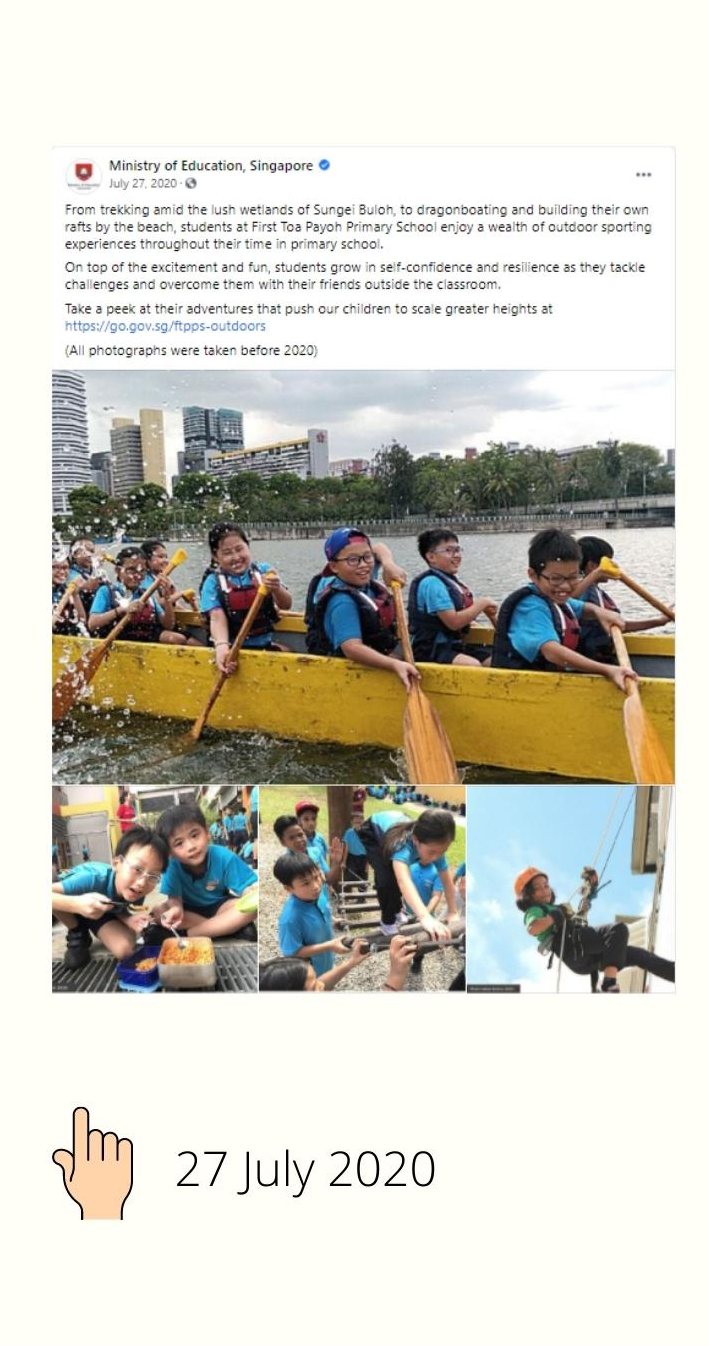 Ministry of Education, Singapore
July 27, 2020 ·
From trekking amid the lush wetlands of Sungei Buloh, to dragonboating and building their own
rafts by the beach, students at First Toa Payoh Primary School enjoy a wealth of outdoor sporting
experiences throughout their time in primary school.
On top of the excitement and fun, students grow in self-confidence and resilience as they tackle
challenges and overcome them with their friends outside the classroom.
Take a peek at their adventures that push our children to scale greater heights at
https://go.gov.sg/ftpps-outdoors
(All photographs were taken before 2020)
27 July 2020